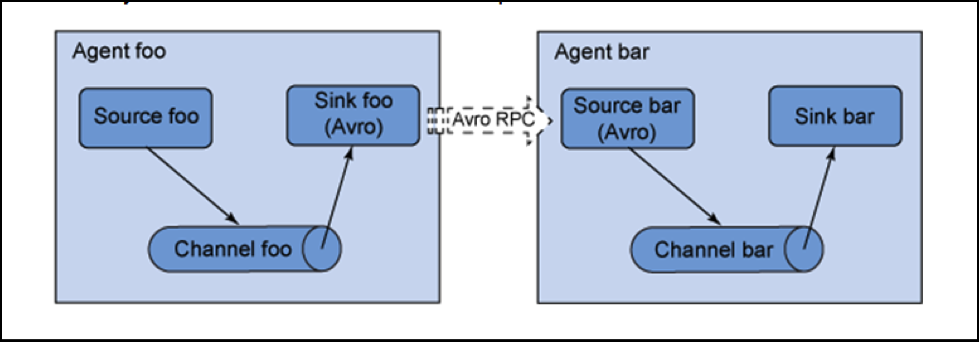 Agent foo
Source foo
Sink foo
(Avro)
Channel foo
Avro RPC
Agent bar
Source bar
(Avro)
Sink bar
Channel bar